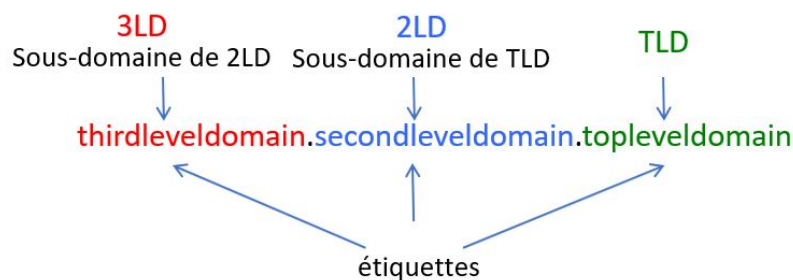 3LD
Sous-domaine de 2LD
2LD
Sous-domaine de TLD
TLD
thirdleveldomain.secondleveldomain.topleveldomain
étiquettes